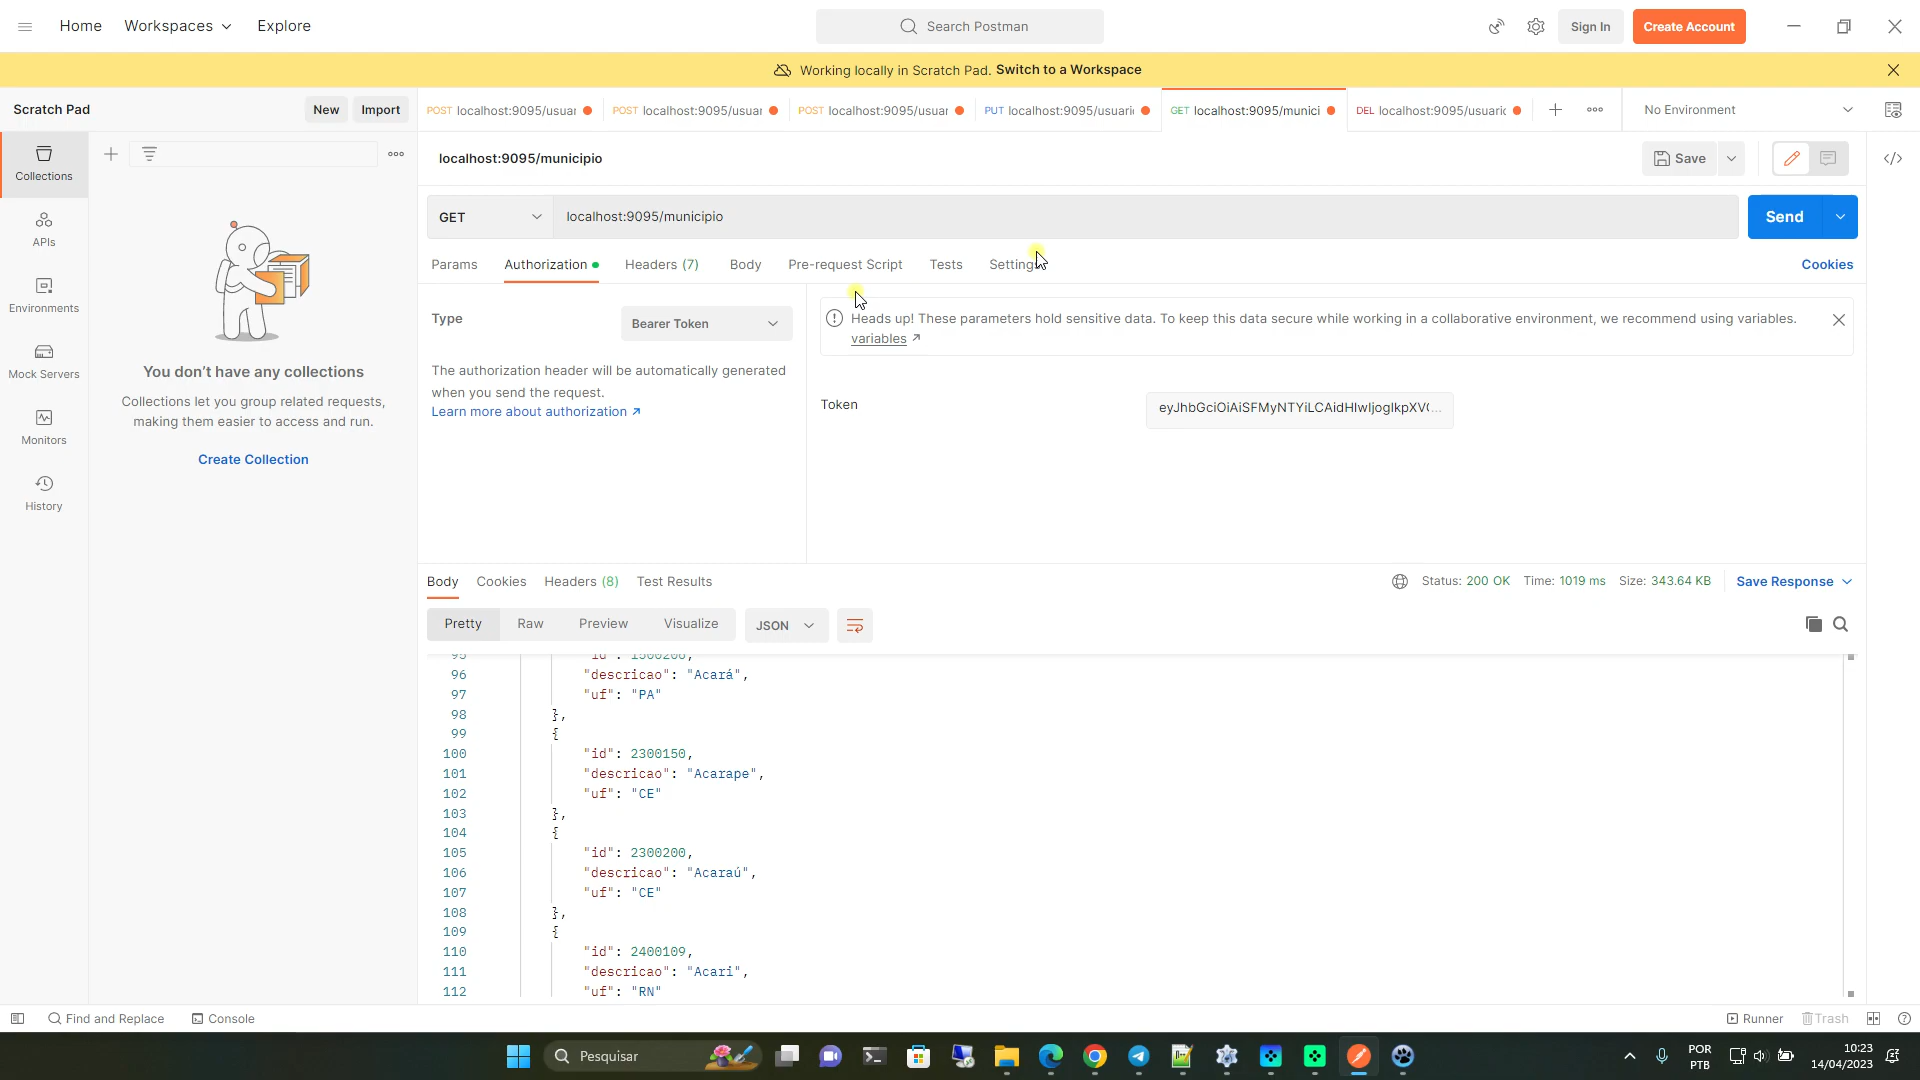 Home Workspaces Explore
Search Postman
Sign In Create Account
Working locally in Scratch Pad. Switch to a Workspace
Scratch Pad New Import
POST localhost:9095/usuar POST localhost:9095/usuar POST localhost:9095/usuar PUT localhost:9095/usuari GET localhost:9095/munici DEL localhost:9095/usuaric
No Environment
Collections
APIs
Environments
Mock Servers
Monitors
History
You don't have any collections
Collections let you group related requests,
making them easier to access and run.
Create Collection
localhost:9095/municipio
Save
GET localhost:9095/municipio Send
Params Authorization Headers (7) Body Pre-request Script Tests Settings Cookies
Type Bearer Token
The authorization header will be automatically generated
when you send the request.
Learn more about authorization ↗
Heads up! These parameters hold sensitive data. To keep this data secure while working in a collaborative environment, we recommend using variables.
variables ↗
Token eyJhbGciOiAiSFMyNTYiLCAidHlwIjogIkpXV(...
Body Cookies Headers (8) Test Results
Status: 200 OK Time: 1019 ms Size: 343.64 KB Save Response
Pretty Raw Preview Visualize JSON
95 "id": 1500206,
96 "descricao": "Acará",
97 "uf": "PA"
98 },
99 {
100 "id": 2300150,
101 "descricao": "Acarape",
102 "uf": "CE"
103 },
104 {
105 "id": 2300200,
106 "descricao": "Acaraú",
107 "uf": "CE"
108 },
109 {
110 "id": 2400109,
111 "descricao": "Acari",
112 "uf": "RN"
Find and Replace Console
Runner Trash
Pesquisar
POR
PTB
10:23
14/04/2023